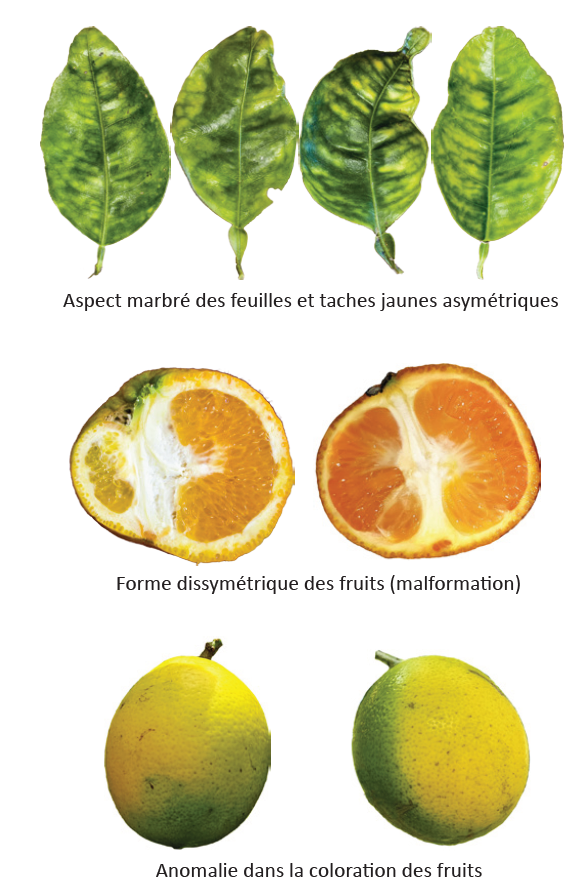 Aspect marbré des feuilles et taches jaunes asymétriques
Forme dissymétrique des fruits (malformation)
Anomalie dans la coloration des fruits